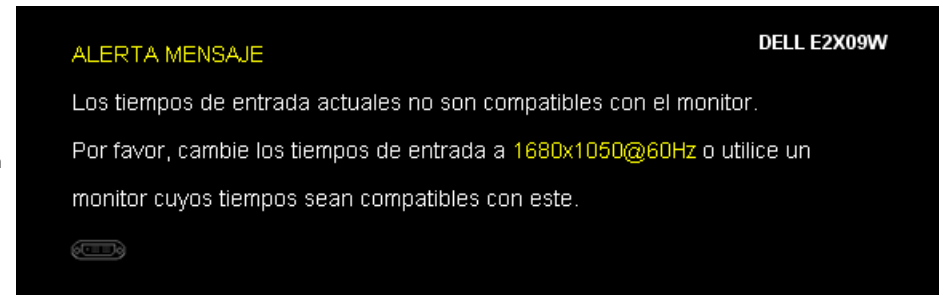 DELL E2X09W
ALERTA MENSAJE
Los tiempos de entrada actuales no son compatibles con el monitor.
Por favor, cambie los tiempos de entrada a 1680x1050@60Hz o utilice un
monitor cuyos tiempos sean compatibles con este.